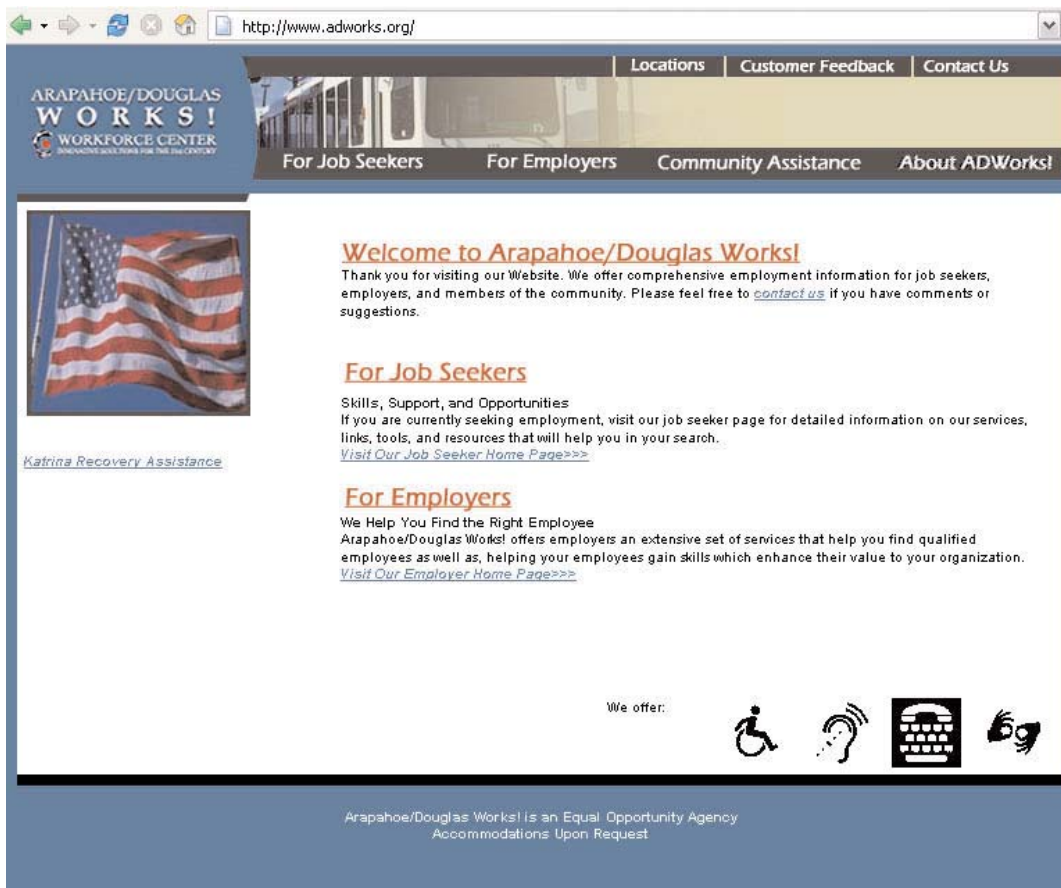 http://www.adworks.org/
Locations Customer Feedback Contact Us
ARAPAHOE/DOUGLAS
WORKS!
WORKFORCE CENTER
INNOVATIVE SOLUTIONS FOR THE 21st CENTURY
For Job Seekers For Employers Community Assistance About ADWorks!
Welcome to Arapahoe/Douglas Works!
Thank you for visiting our Website. We offer comprehensive employment information for job seekers,
employers, and members of the community. Please feel free to contact us if you have comments or
suggestions.
For Job Seekers
Skills, Support, and Opportunities
If you are currently seeking employment, visit our job seeker page for detailed information on our services,
links, tools, and resources that will help you in your search.
Visit Our Job Seeker Home Page>>>
Katrina Recovery Assistance
For Employers
We Help You Find the Right Employee
Arapahoe/Douglas Works! offers employers an extensive set of services that help you find qualified
employees as well as, helping your employees gain skills which enhance their value to your organization.
Visit Our Employer Home Page>>>
We offer:
Arapahoe/Douglas Works! is an Equal Opportunity Agency
Accommodations Upon Request